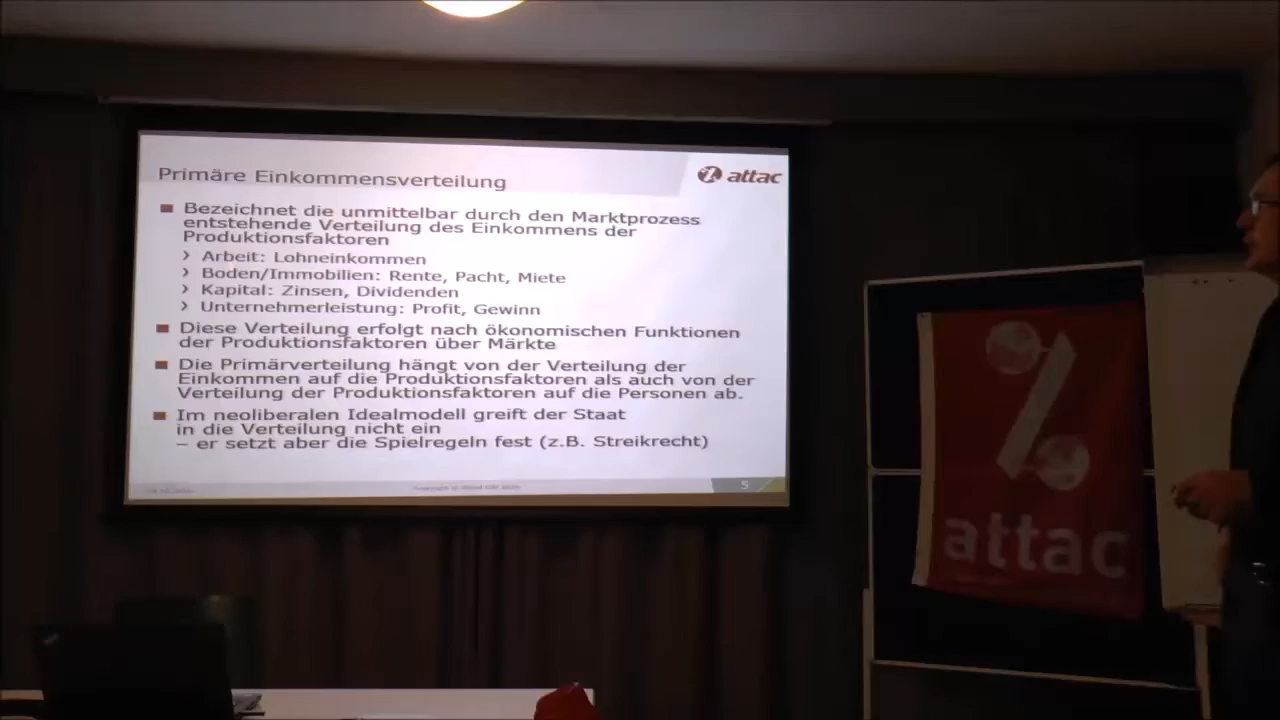 Primäre Einkommensverteilung
attac
Bezeichnet die unmittelbar durch den Marktprozess
entstehende Verteilung des Einkommens der
Produktionsfaktoren
Arbeit: Lohneinkommen
Boden/Immobilien: Rente, Pacht, Miete
Kapital: Zinsen, Dividenden
Unternehmerleistung: Profit, Gewinn
Diese Verteilung erfolgt nach ökonomischen Funktionen
der Produktionsfaktoren über Märkte
Die Primärverteilung hängt von der Verteilung der
Einkommen auf die Produktionsfaktoren als auch von der
Verteilung der Produktionsfaktoren auf die Personen ab.
Im neoliberalen Idealmodell greift der Staat
in die Verteilung nicht ein
– er setzt aber die Spielregeln fest (z.B. Streikrecht)
5
%
attac